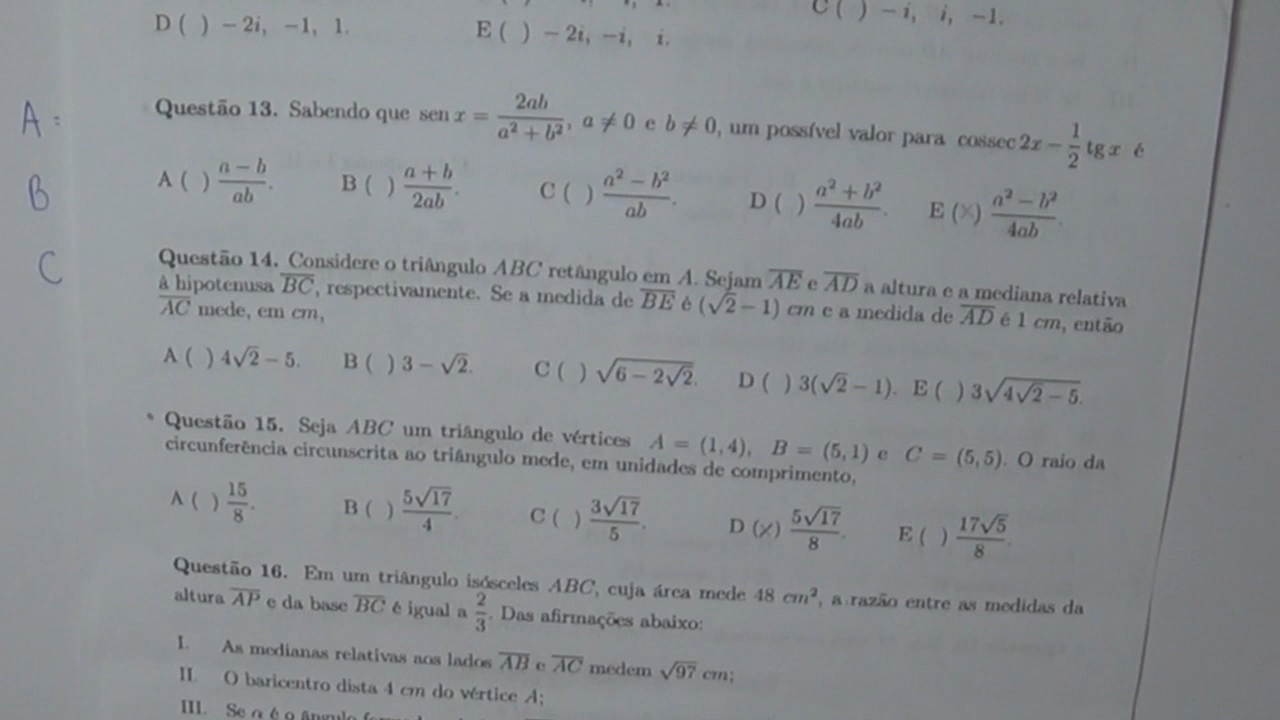 C ( ) −i, i, −1.
D ( ) −2i, −1, 1. E ( ) −2i, −i, i.
A =
B
C
Questão 13. Sabendo que sen x = 2ab/(a² + b²), a ≠ 0 e b ≠ 0, um possível valor para cossec 2x − 1/2 tg x é
A ( ) (a − b)/ab. B ( ) (a + b)/2ab. C ( ) (a² − b²)/ab. D ( ) (a² + b²)/4ab. E (×) (a² − b²)/4ab.
Questão 14. Considere o triângulo ABC retângulo em A. Sejam AE e AD a altura e a mediana relativa
à hipotenusa BC, respectivamente. Se a medida de BE é (√2 − 1) cm e a medida de AD é 1 cm, então
AC mede, em cm,
A ( ) 4√2 − 5. B ( ) 3 − √2. C ( ) √(6 − 2√2). D ( ) 3(√2 − 1). E ( ) 3√(4√2 − 5).
Questão 15. Seja ABC um triângulo de vértices A = (1, 4), B = (5, 1) e C = (5, 5). O raio da
circunferência circunscrita ao triângulo mede, em unidades de comprimento,
A ( ) 15/8. B ( ) 5√17/4. C ( ) 3√17/5. D (×) 5√17/8. E ( ) 17√5/8.
Questão 16. Em um triângulo isósceles ABC, cuja área mede 48 cm², a razão entre as medidas da
altura AP e da base BC é igual a 2/3. Das afirmações abaixo:
I. As medianas relativas aos lados AB e AC medem √97 cm;
II. O baricentro dista 4 cm do vértice A;
III. Se α é o ângulo